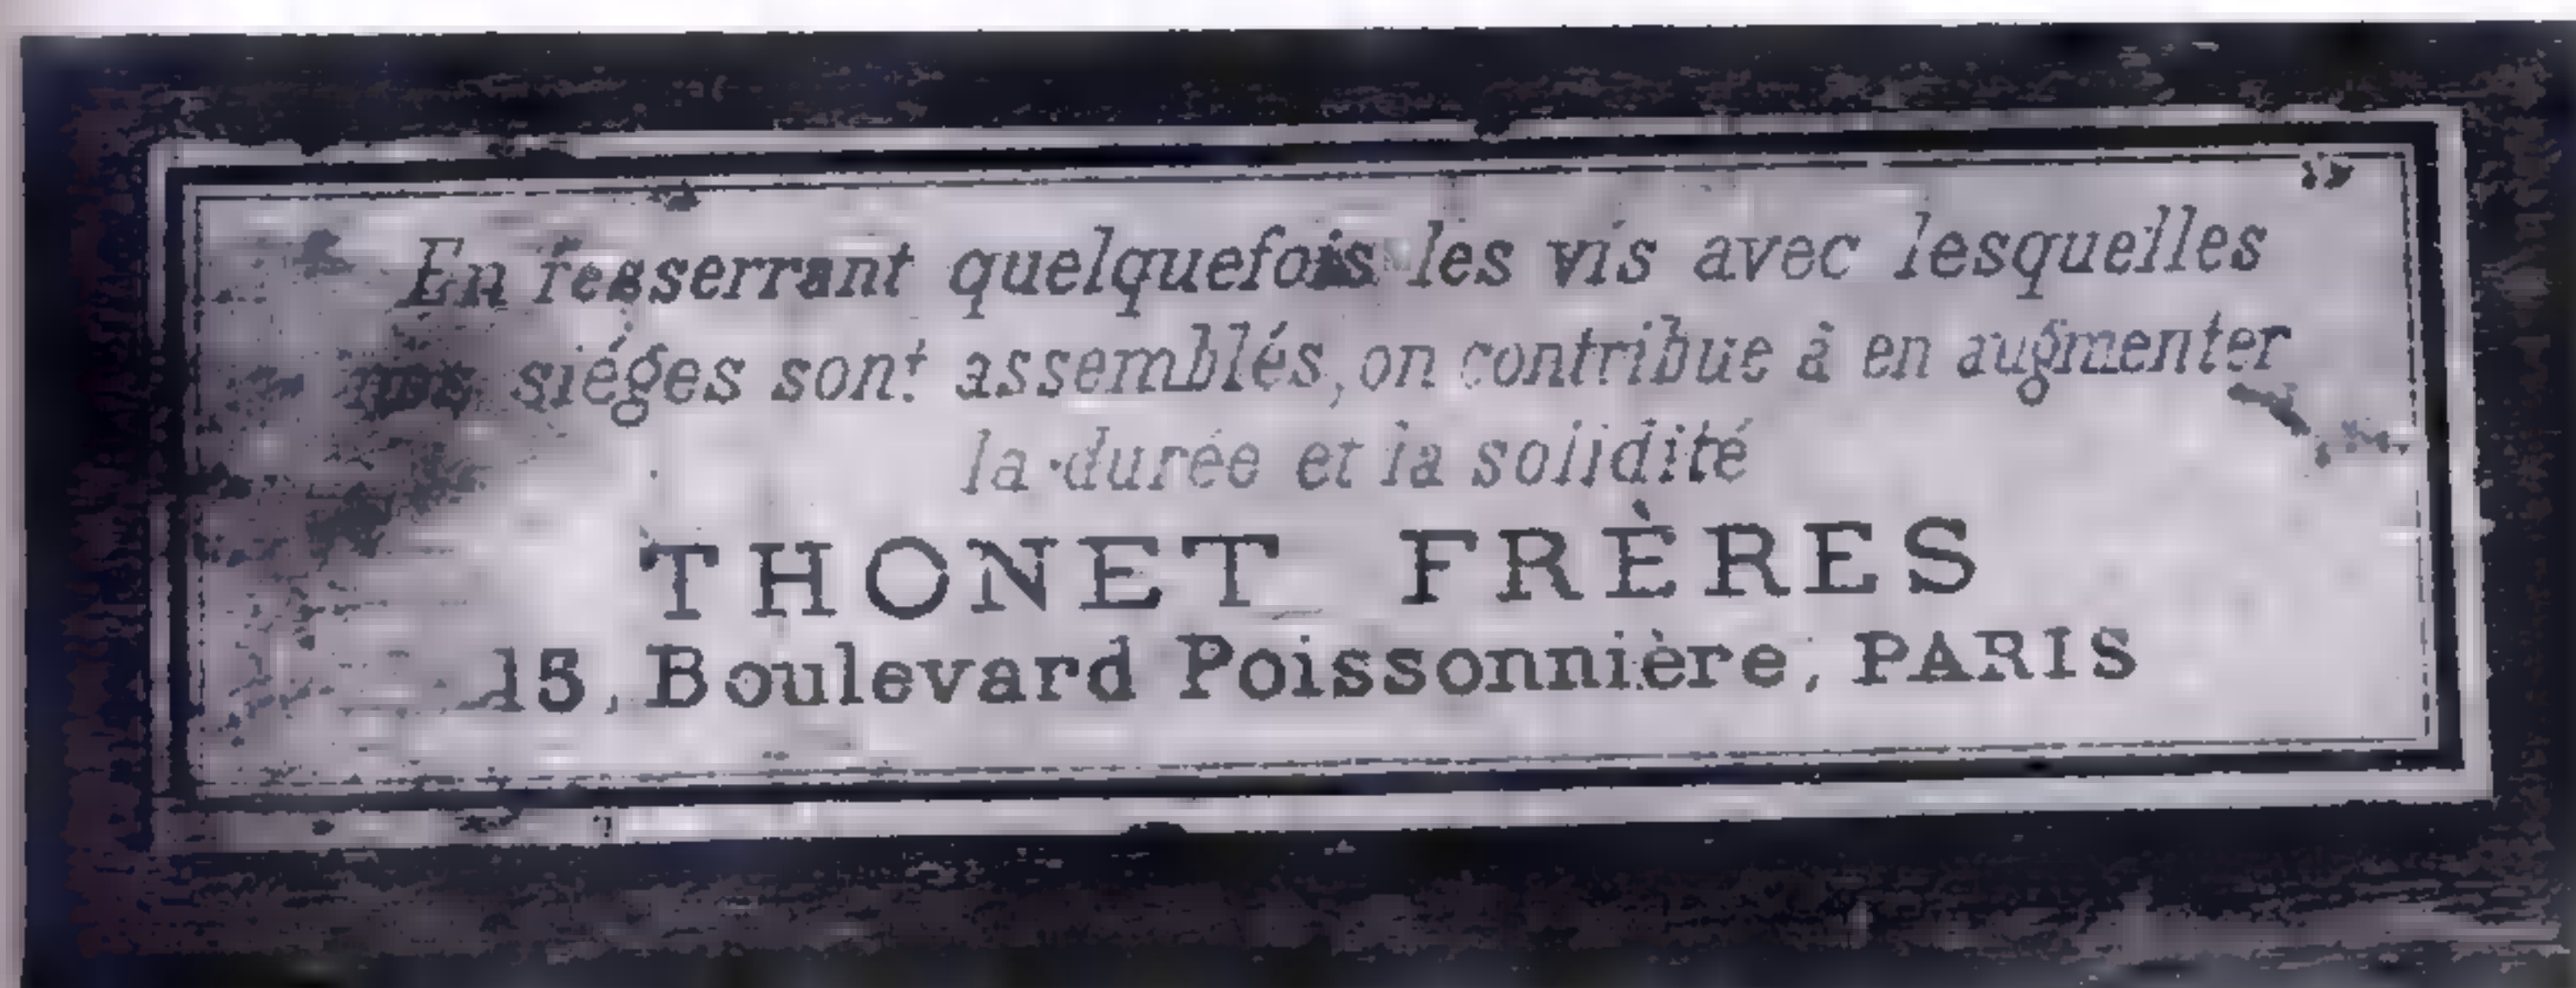 En resserrant quelquefois les vis avec lesquelles
nos siéges sont assemblés, on contribue à en augmenter
la durée et la solidité
THONET FRÈRES
15, Boulevard Poissonnière, PARIS